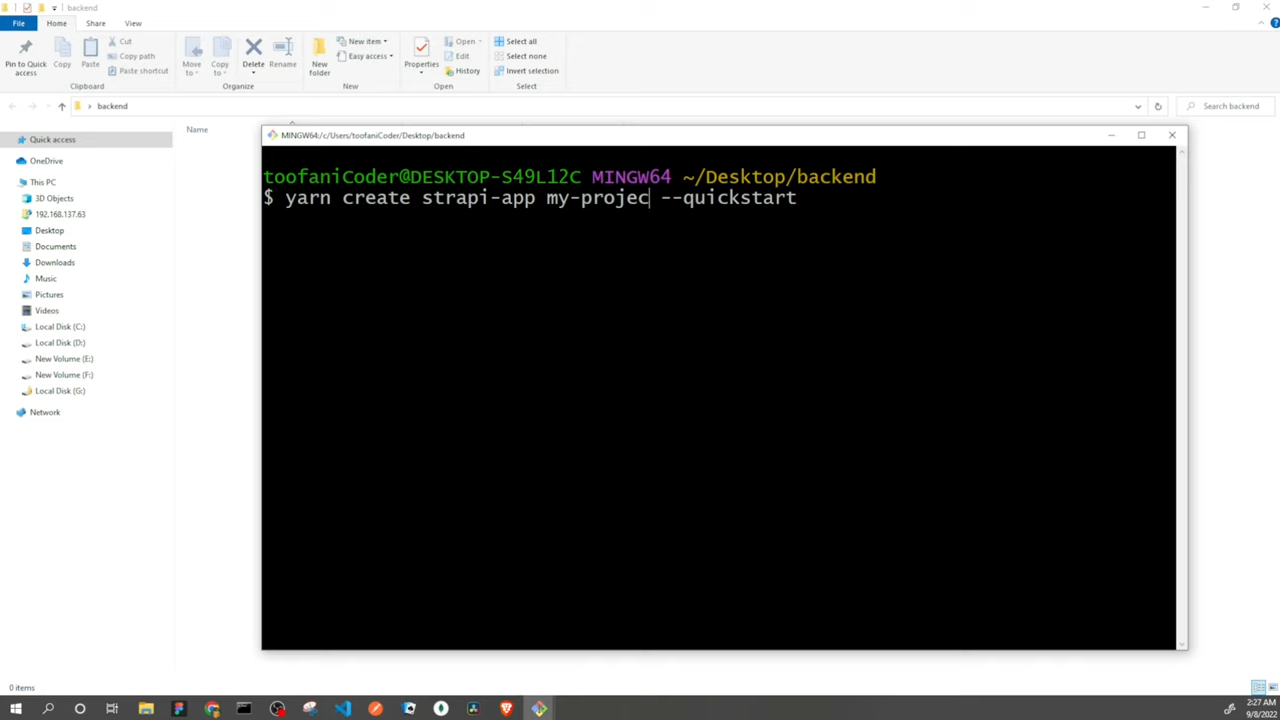 backend
File Home Share View
Pin to Quick access
Copy
Paste
Cut
Copy path
Paste shortcut
Clipboard
Move to
Copy to
Delete
Rename
Organize
New folder
New item
Easy access
New
Properties
Open
Edit
History
Open
Select all
Select none
Invert selection
Select
backend
Search backend
Name
Quick access
OneDrive
This PC
3D Objects
192.168.137.63
Desktop
Documents
Downloads
Music
Pictures
Videos
Local Disk (C:)
Local Disk (D:)
New Volume (E:)
New Volume (F:)
Local Disk (G:)
Network
MINGW64:/c/Users/toofaniCoder/Desktop/backend
toofaniCoder@DESKTOP-S49L12C MINGW64 ~/Desktop/backend
$ yarn create strapi-app my-projec --quickstart
0 items
2:27 AM
9/8/2022